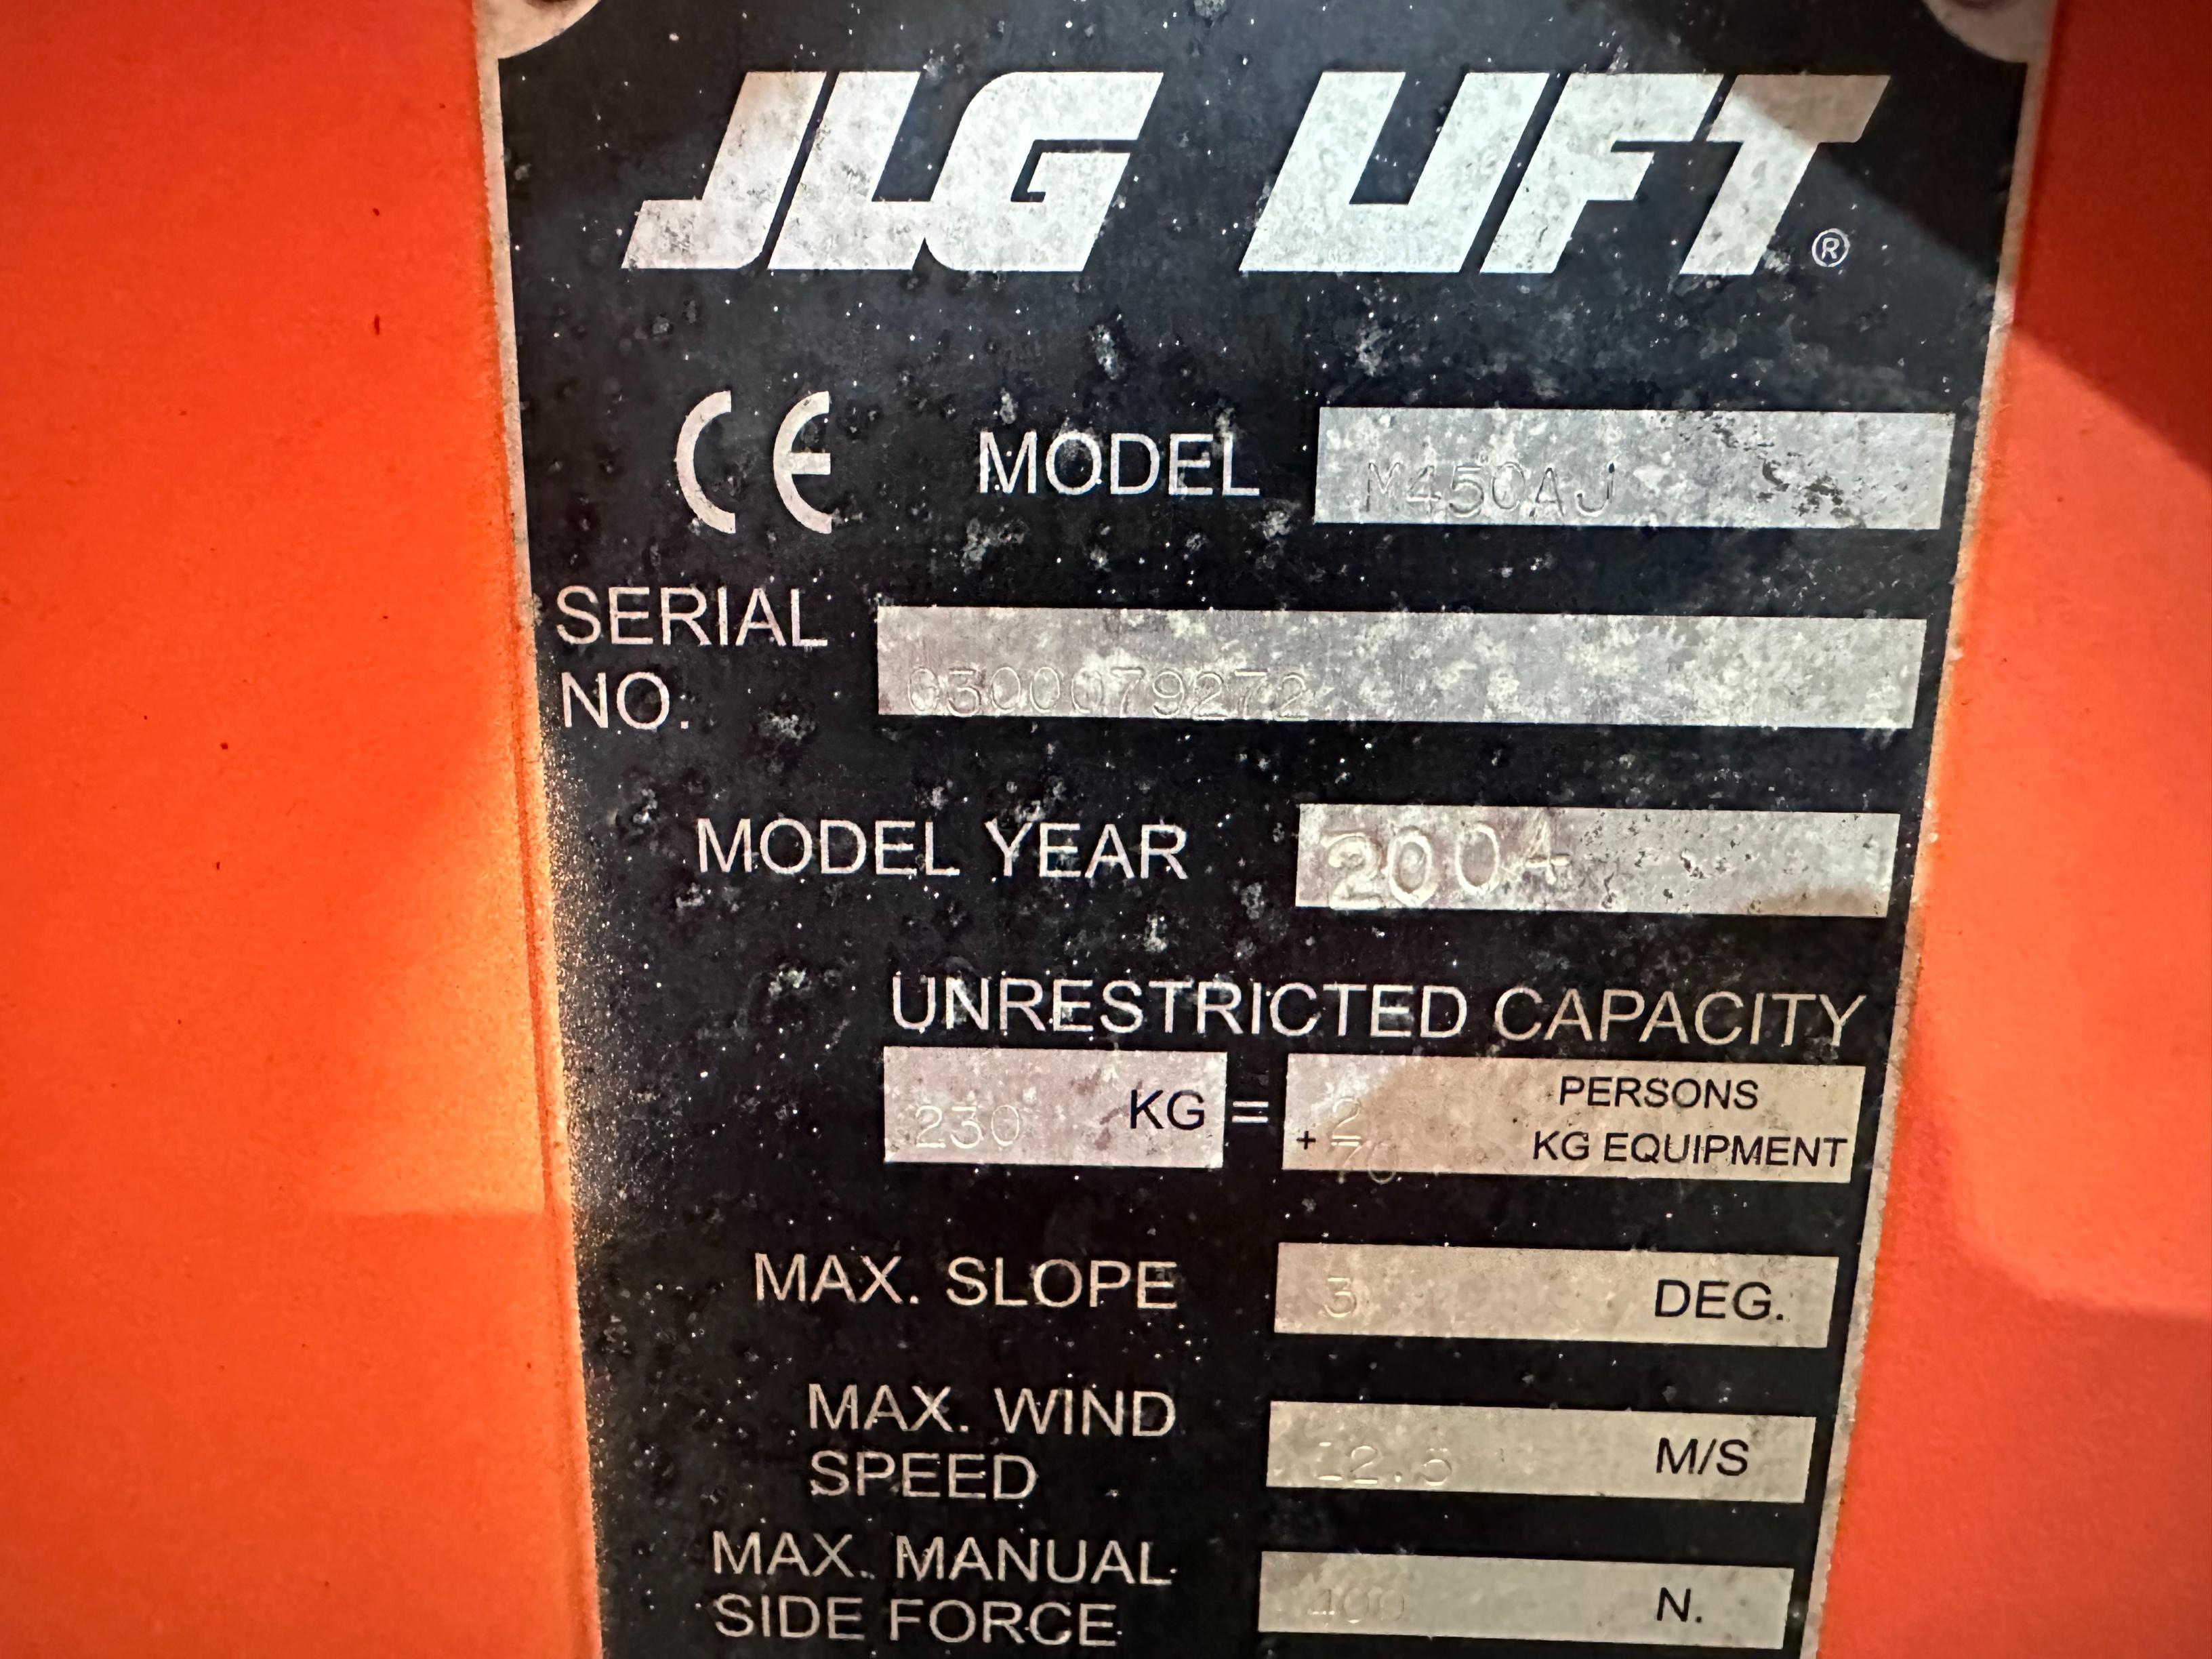 JLG LIFT ®
CE MODEL M450AJ
SERIAL
NO. 0300079272
MODEL YEAR 2004
UNRESTRICTED CAPACITY
230 KG = 2 PERSONS
+ 70 KG EQUIPMENT
MAX. SLOPE 3 DEG.
MAX. WIND
SPEED 12.5 M/S
MAX. MANUAL
SIDE FORCE 400 N.